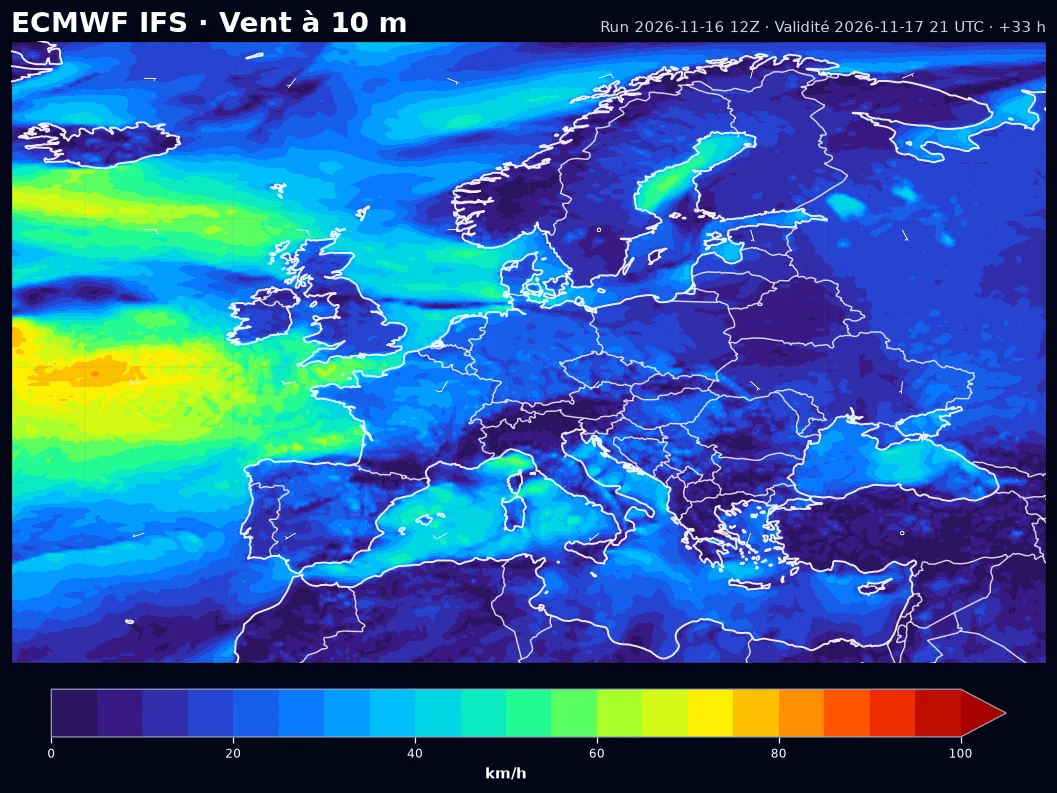 ECMWF IFS · Vent à 10 m
Run 2026-11-16 12Z · Validité 2026-11-17 21 UTC · +33 h
0 20 40 60 80 100
km/h